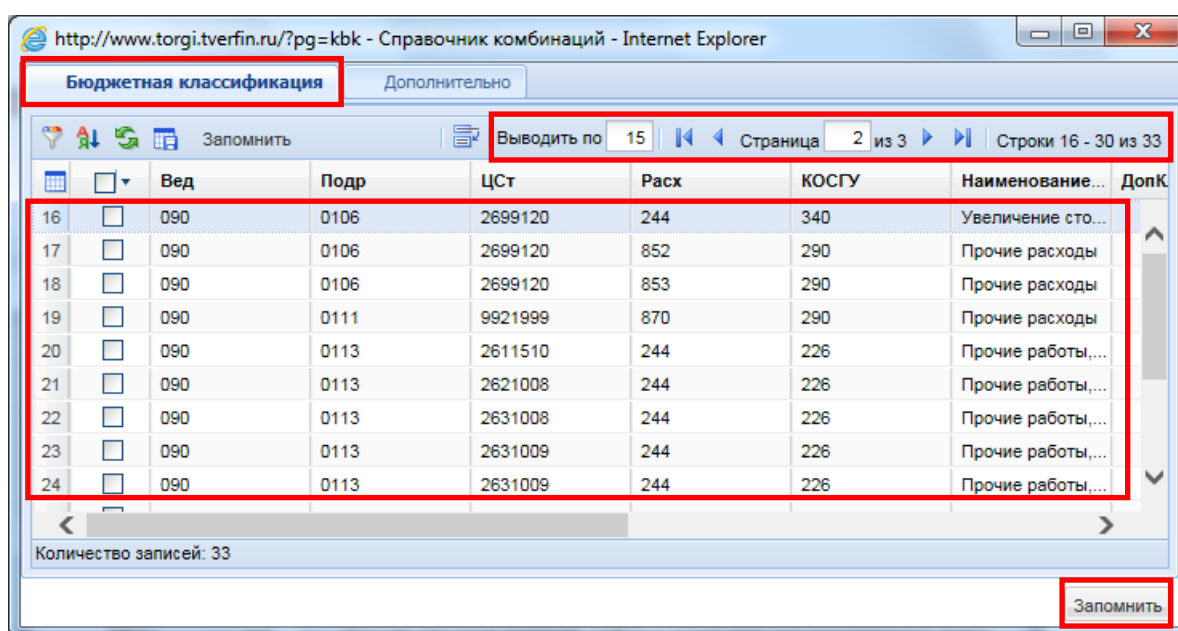 http://www.torgi.tverfin.ru/?pg=kbk - Справочник комбинаций - Internet Explorer
Бюджетная классификация Дополнительно
Запомнить Выводить по 15 Страница 2 из 3 Строки 16 - 30 из 33
Вед Подр ЦСт Расх КОСГУ Наименование... ДопК
16 090 0106 2699120 244 340 Увеличение сто...
17 090 0106 2699120 852 290 Прочие расходы
18 090 0106 2699120 853 290 Прочие расходы
19 090 0111 9921999 870 290 Прочие расходы
20 090 0113 2611510 244 226 Прочие работы,...
21 090 0113 2621008 244 226 Прочие работы,...
22 090 0113 2631008 244 226 Прочие работы,...
23 090 0113 2631009 244 226 Прочие работы,...
24 090 0113 2631009 244 226 Прочие работы,...
Количество записей: 33
Запомнить